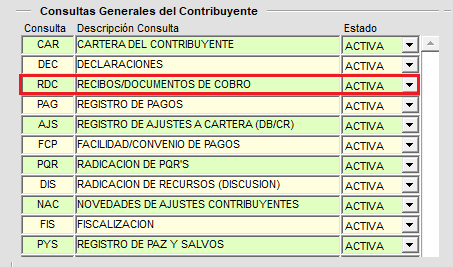 Consultas Generales del Contribuyente
Consulta Descripción Consulta Estado
CAR CARTERA DEL CONTRIBUYENTE ACTIVA
DEC DECLARACIONES ACTIVA
RDC RECIBOS/DOCUMENTOS DE COBRO ACTIVA
PAG REGISTRO DE PAGOS ACTIVA
AJS REGISTRO DE AJUSTES A CARTERA (DB/CR) ACTIVA
FCP FACILIDAD/CONVENIO DE PAGOS ACTIVA
PQR RADICACION DE PQR'S ACTIVA
DIS RADICACION DE RECURSOS (DISCUSION) ACTIVA
NAC NOVEDADES DE AJUSTES CONTRIBUYENTES ACTIVA
FIS FISCALIZACION ACTIVA
PYS REGISTRO DE PAZ Y SALVOS ACTIVA